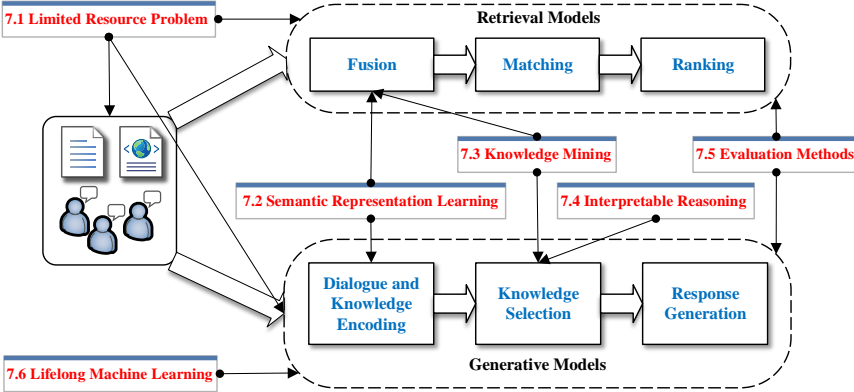 7.1 Limited Resource Problem
Retrieval Models
Fusion
Matching
Ranking
7.3 Knowledge Mining
7.5 Evaluation Methods
7.2 Semantic Representation Learning
7.4 Interpretable Reasoning
Dialogue and
Knowledge
Encoding
Knowledge
Selection
Response
Generation
Generative Models
7.6 Lifelong Machine Learning